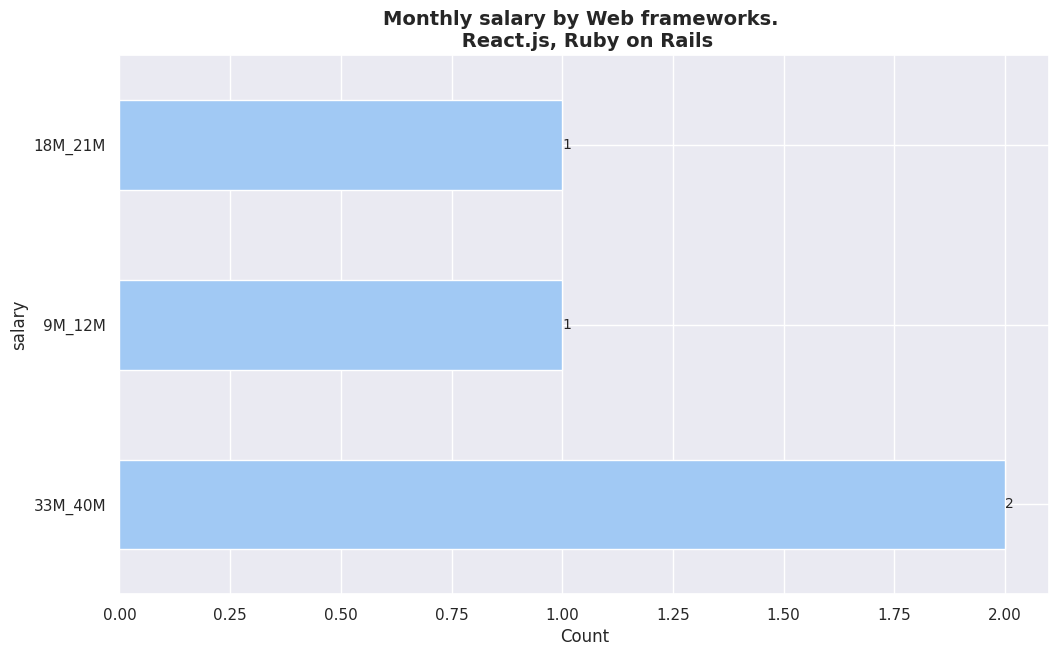 Monthly salary by Web frameworks.
React.js, Ruby on Rails
18M_21M
1
9M_12M
1
33M_40M
2
salary
0.00 0.25 0.50 0.75 1.00 1.25 1.50 1.75 2.00
Count